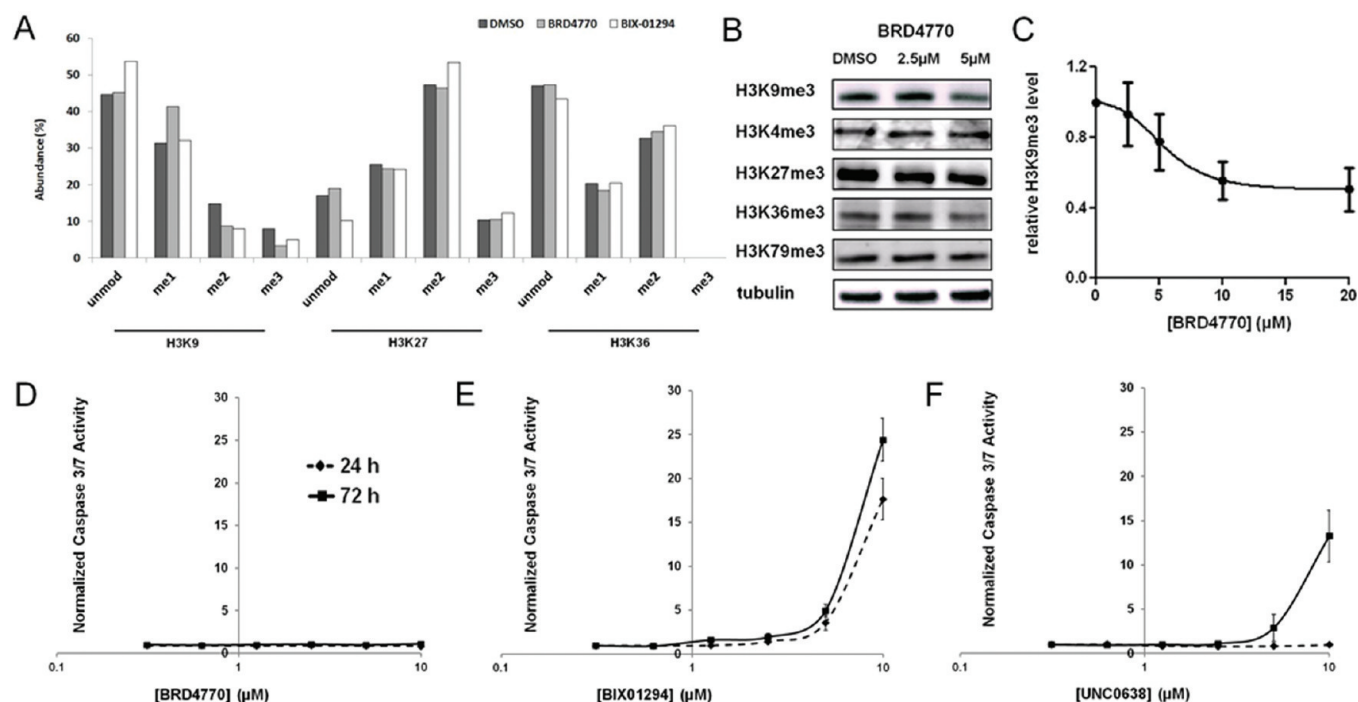 A
DMSO BRD4770 BIX-01294
Abundance(%)
60
50
40
30
20
10
0
unmod me1 me2 me3 unmod me1 me2 me3 unmod me1 me2 me3
H3K9 H3K27 H3K36
B
BRD4770
DMSO 2.5µM 5µM
H3K9me3
H3K4me3
H3K27me3
H3K36me3
H3K79me3
tubulin
C
relative H3K9me3 level
1.2
0.8
0.4
0.0
0 5 10 15 20
[BRD4770] (µM)
D
Normalized Caspase 3/7 Activity
30
25
20
15
10
5
0.1 1 10
24 h
72 h
[BRD4770] (µM)
E
Normalized Caspase 3/7 Activity
30
25
20
15
10
5
0
0.1 1 10
[BIX01294] (µM)
F
Normalized Caspase 3/7 Activity
30
25
20
15
10
5
0
0.1 1 10
[UNC0638] (µM)